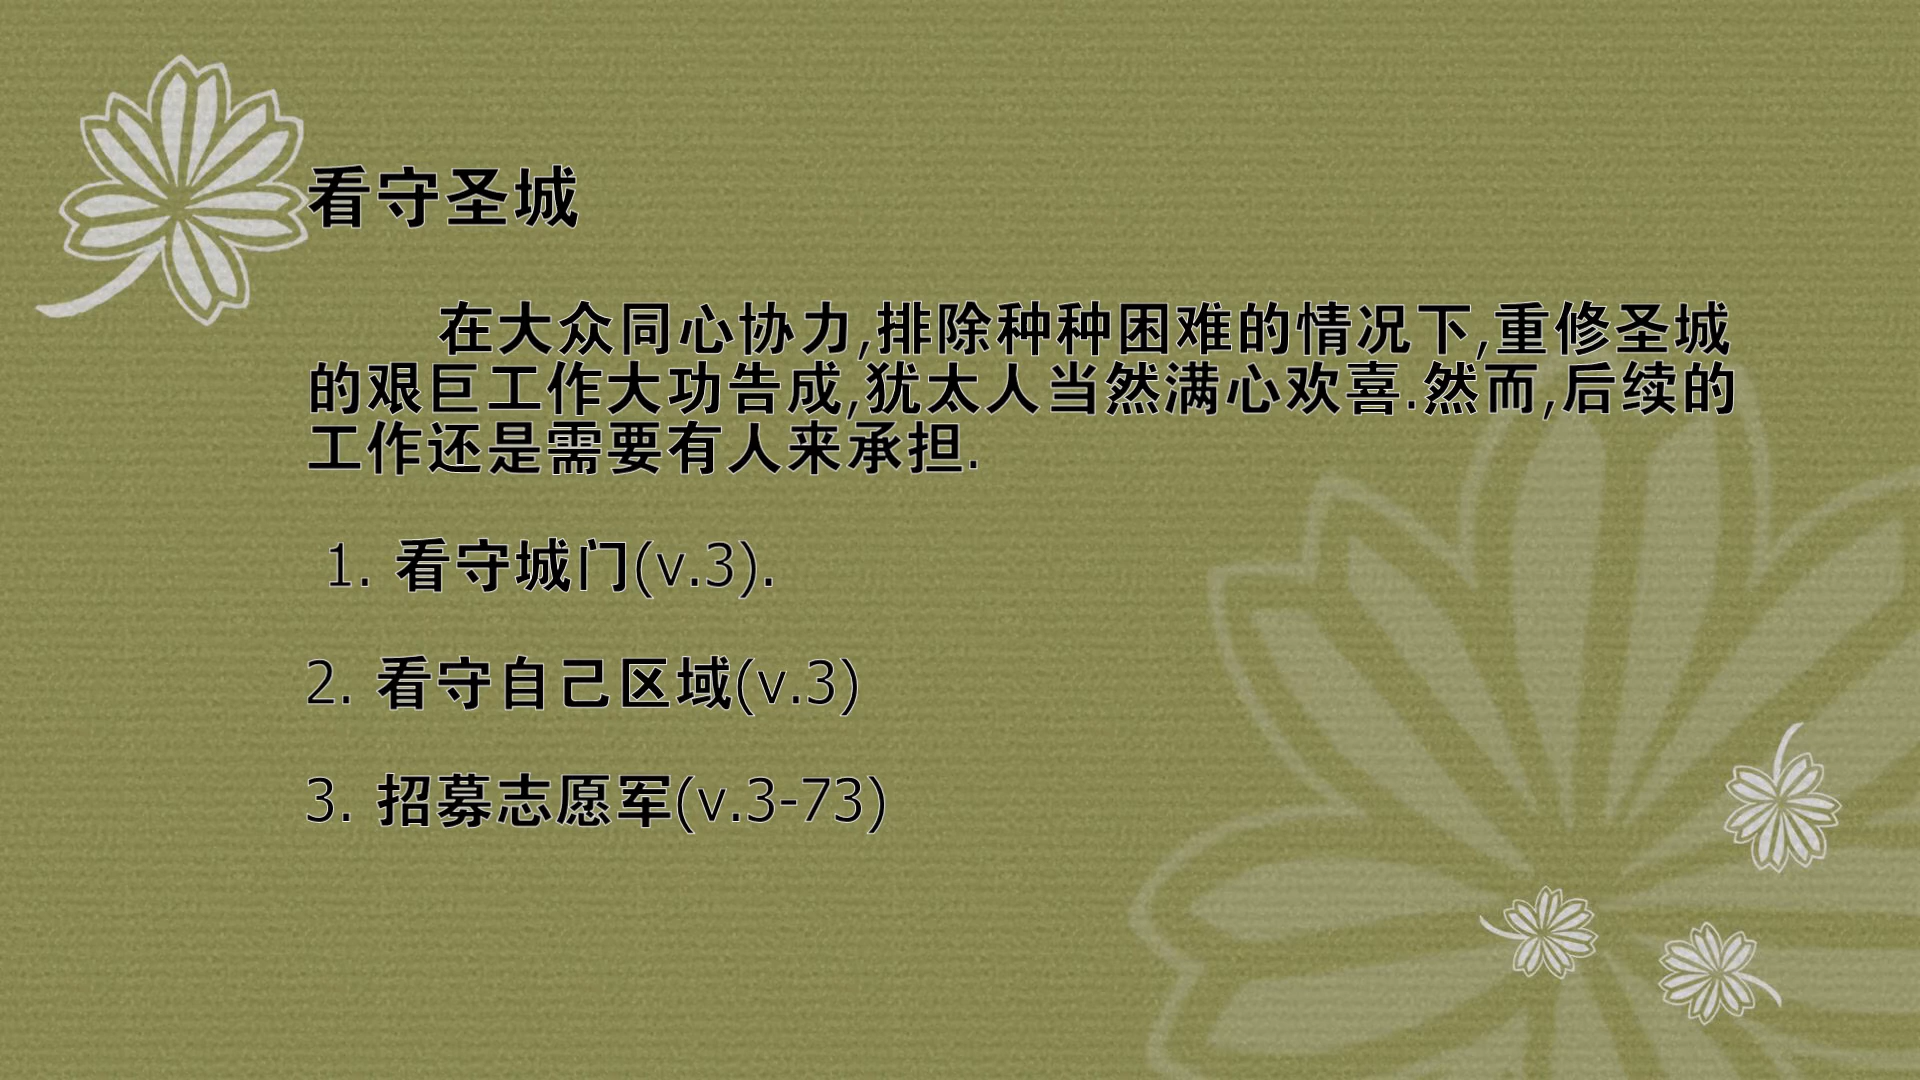 看守圣城
在大众同心协力,排除种种困难的情况下,重修圣城
的艰巨工作大功告成,犹太人当然满心欢喜.然而,后续的
工作还是需要有人来承担.
1. 看守城门(v.3).
2. 看守自己区域(v.3)
3. 招募志愿军(v.3-73)